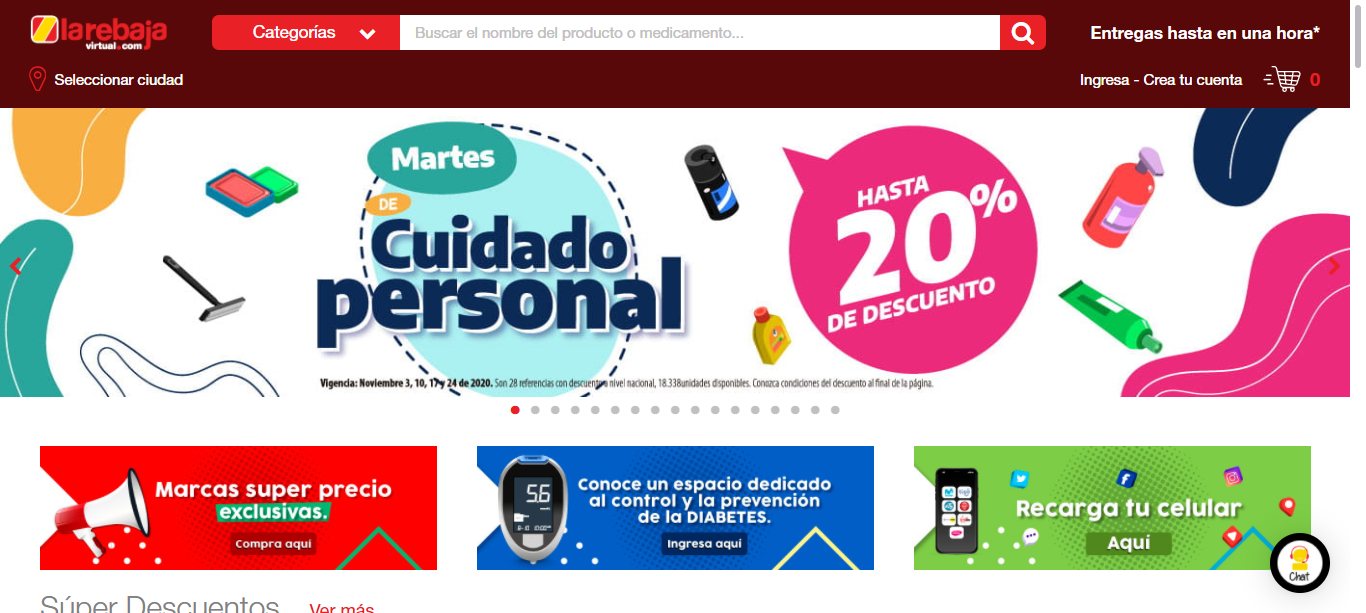 larebaja
virtual.com
Categorías
Buscar el nombre del producto o medicamento...
Entregas hasta en una hora*
Seleccionar ciudad
Ingresa - Crea tu cuenta
0
Martes
DE
Cuidado
personal
HASTA
20%
DE DESCUENTO
Vigencia: Noviembre 3, 10, 17 y 24 de 2020. Son 28 referencias con descuento a nivel nacional, 18.338unidades disponibles. Conozca condiciones del descuento al final de la página.
Marcas super precio
exclusivas.
Compra aquí
5.6
Conoce un espacio dedicado
al control y la prevención
de la DIABETES.
Ingresa aquí
Recarga tu celular
Aquí
Chat
Súper Descuentos
Ver más